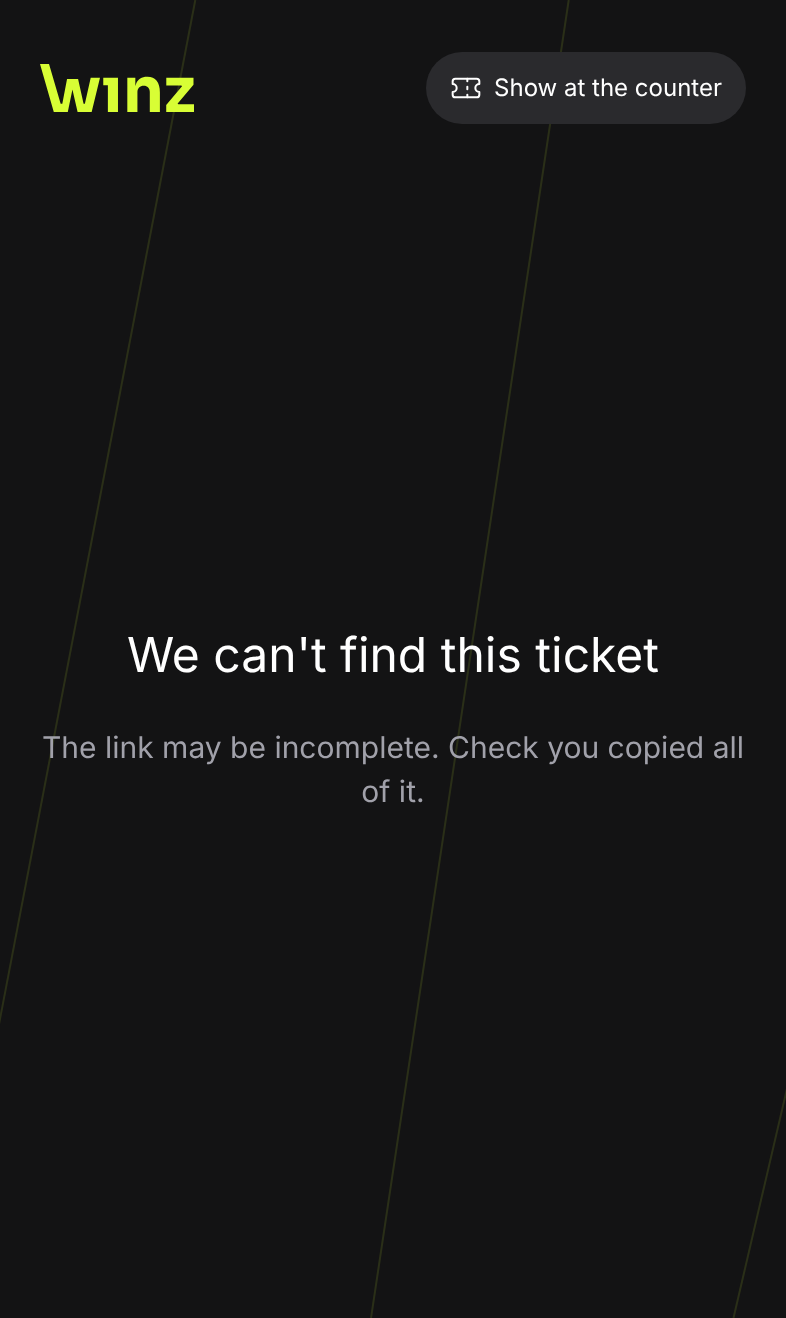 winz
Show at the counter
We can't find this ticket
The link may be incomplete. Check you copied all
of it.